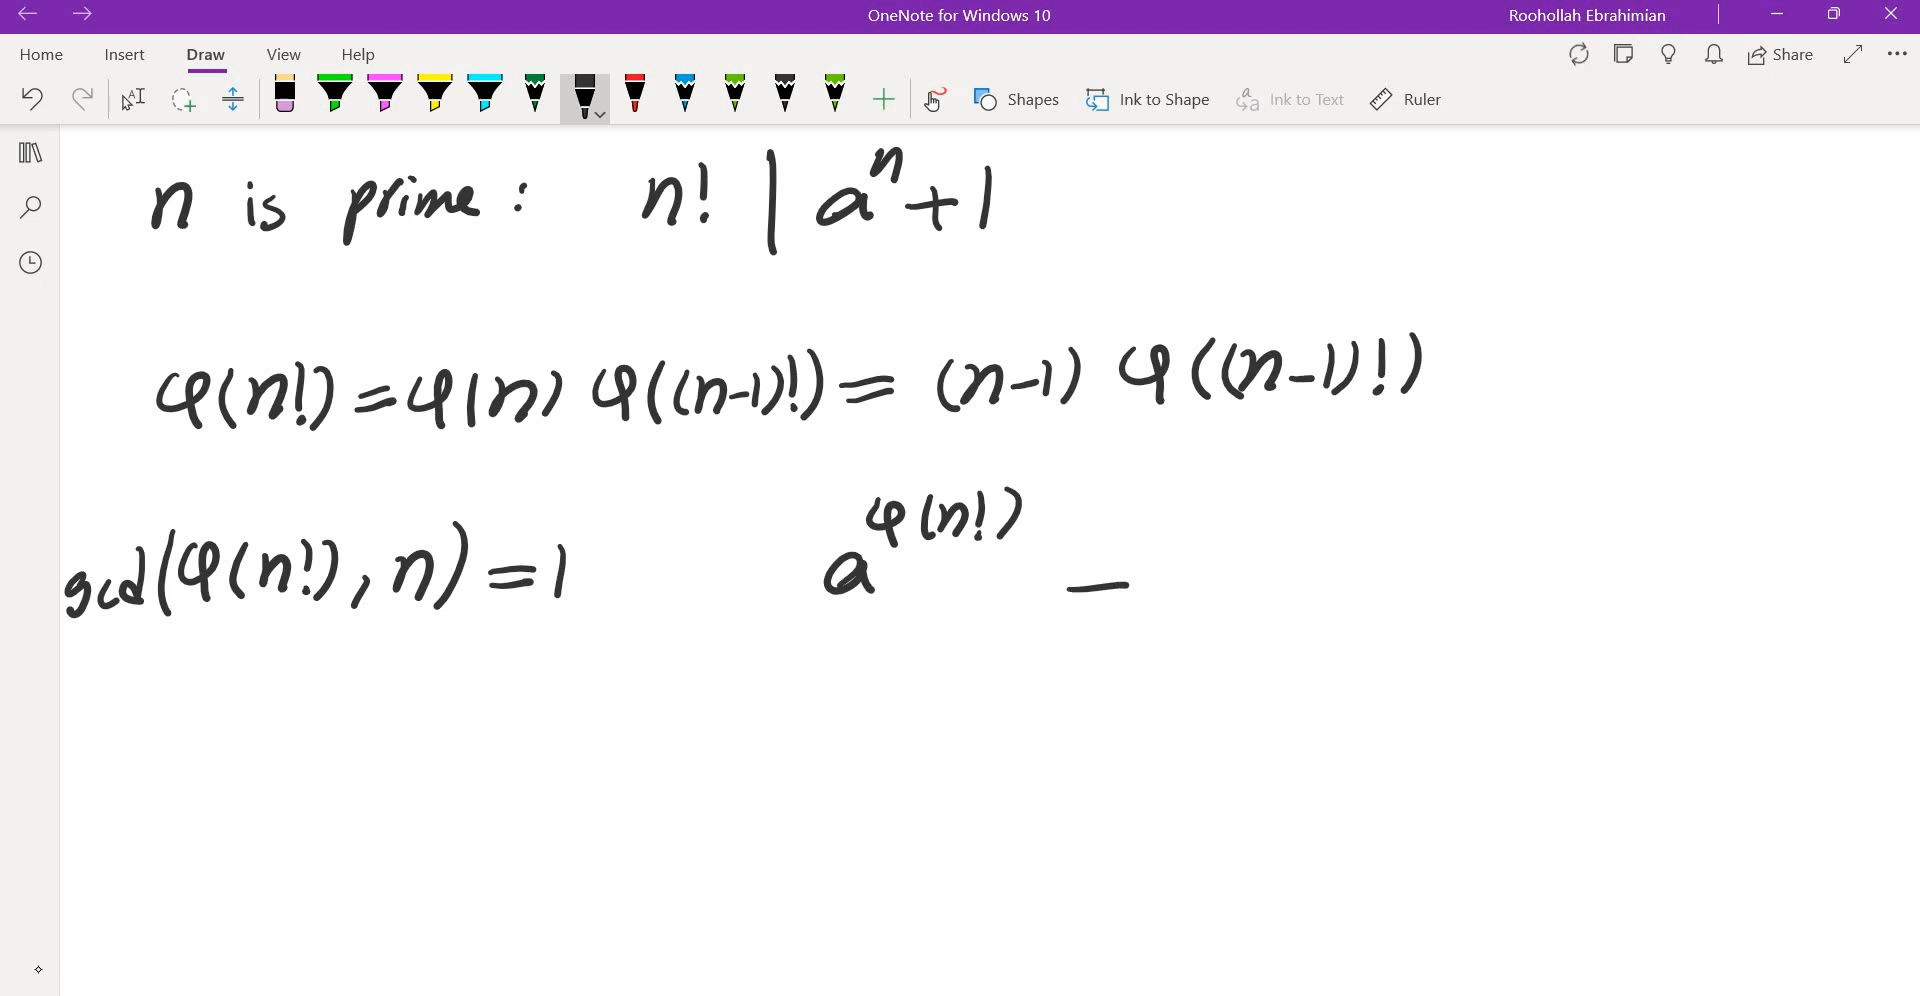 OneNote for Windows 10 Roohollah Ebrahimian
Home Insert Draw View Help Share
Shapes Ink to Shape Ink to Text Ruler
n is prime : n! | aⁿ + 1
φ(n!) = φ(n) φ((n-1)!) = (n-1) φ((n-1)!)
gcd(φ(n!), n) = 1 a^φ(n!) —